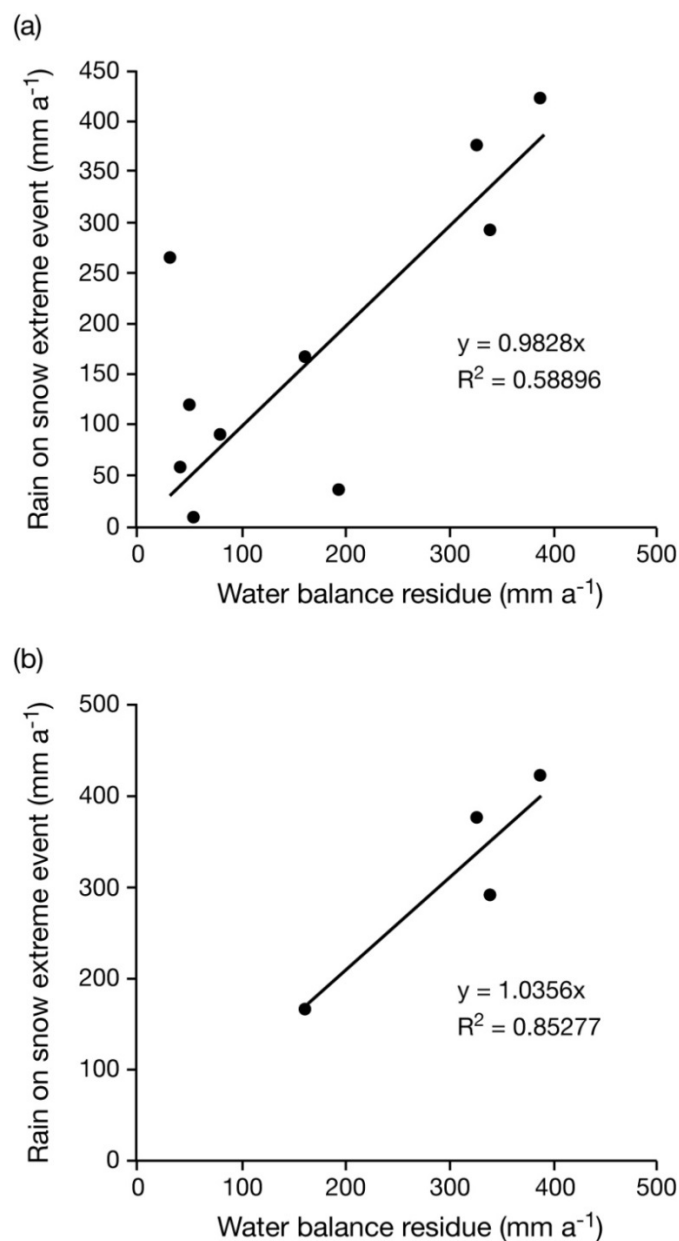 (a)
Rain on snow extreme event (mm a⁻¹)
450
400
350
300
250
200
150
100
50
0
y = 0.9828x
R² = 0.58896
0 100 200 300 400 500
Water balance residue (mm a⁻¹)
(b)
Rain on snow extreme event (mm a⁻¹)
500
400
300
200
100
0
y = 1.0356x
R² = 0.85277
0 100 200 300 400 500
Water balance residue (mm a⁻¹)